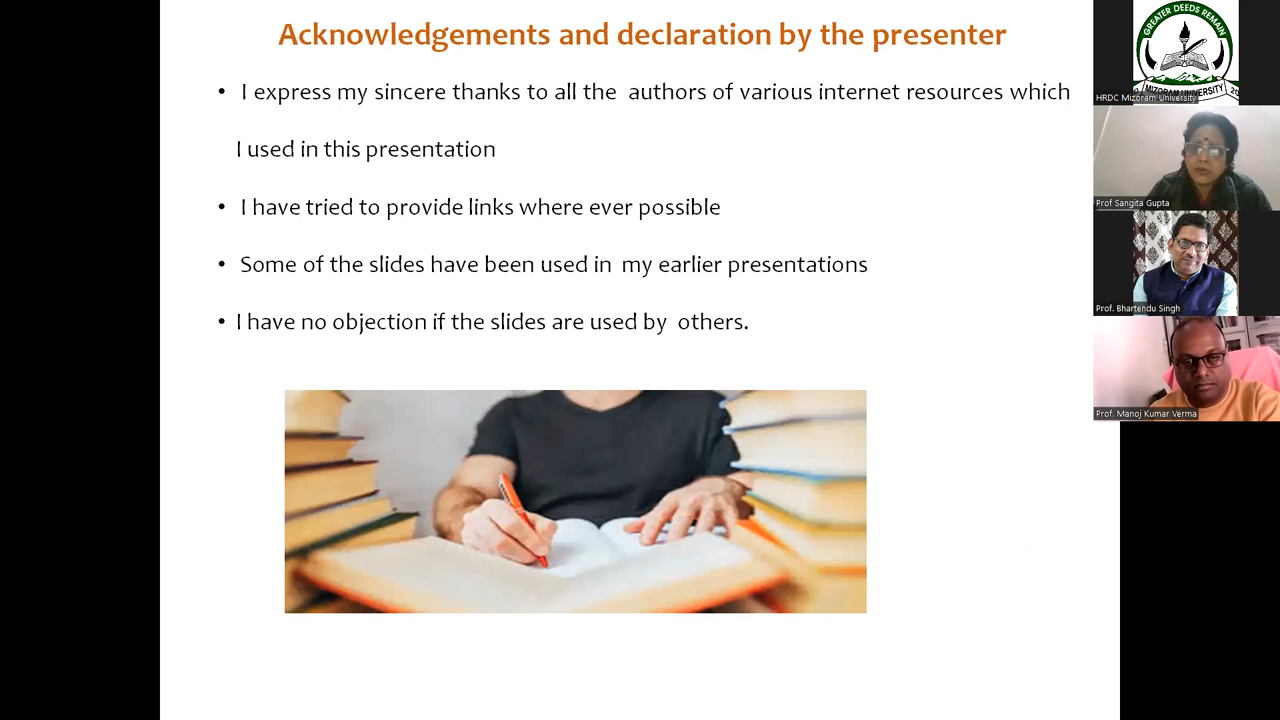 Acknowledgements and declaration by the presenter
• I express my sincere thanks to all the authors of various internet resources which
I used in this presentation
• I have tried to provide links where ever possible
• Some of the slides have been used in my earlier presentations
• I have no objection if the slides are used by others.
GREATER DEEDS REMAIN
MIZORAM UNIVERSITY
HRDC Mizoram University
Prof Sangita Gupta
Prof. Bhartendu Singh
Prof. Manoj Kumar Verma